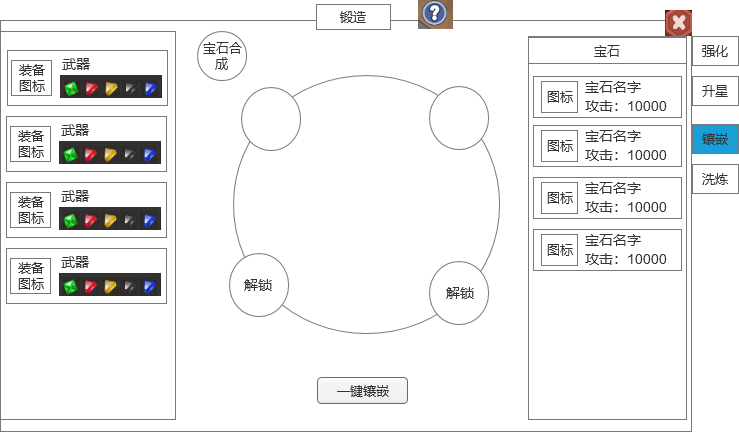 锻造
?
装备
图标
武器
装备
图标
武器
装备
图标
武器
装备
图标
武器
宝石合
成
解锁
解锁
一键镶嵌
宝石
图标
宝石名字
攻击：10000
图标
宝石名字
攻击：10000
图标
宝石名字
攻击：10000
图标
宝石名字
攻击：10000
强化
升星
镶嵌
洗炼